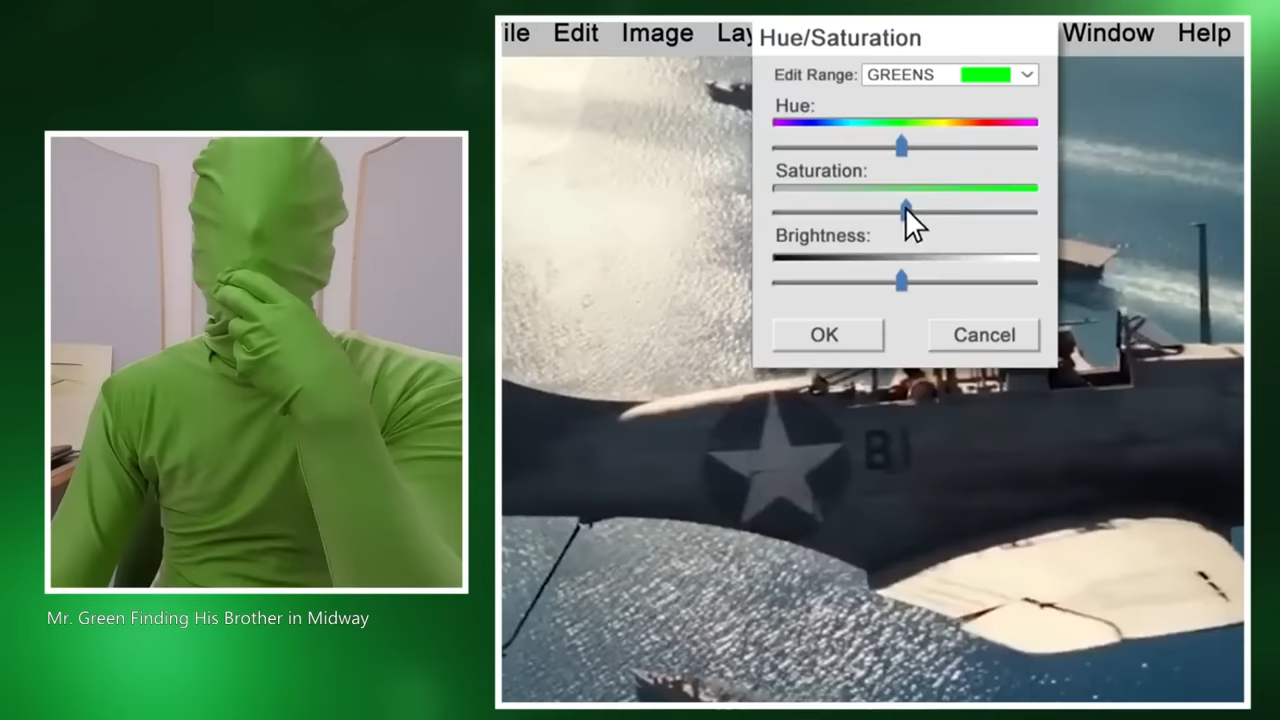 ile Edit Image Lay Window Help
Hue/Saturation
Edit Range: GREENS
Hue:
Saturation:
Brightness:
OK Cancel
B1
Mr. Green Finding His Brother in Midway